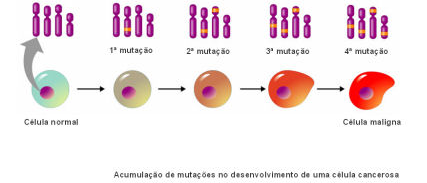 1ª mutação 2ª mutação 3ª mutação 4ª mutação
Célula normal Célula maligna
Acumulação de mutações no desenvolvimento de uma célula cancerosa